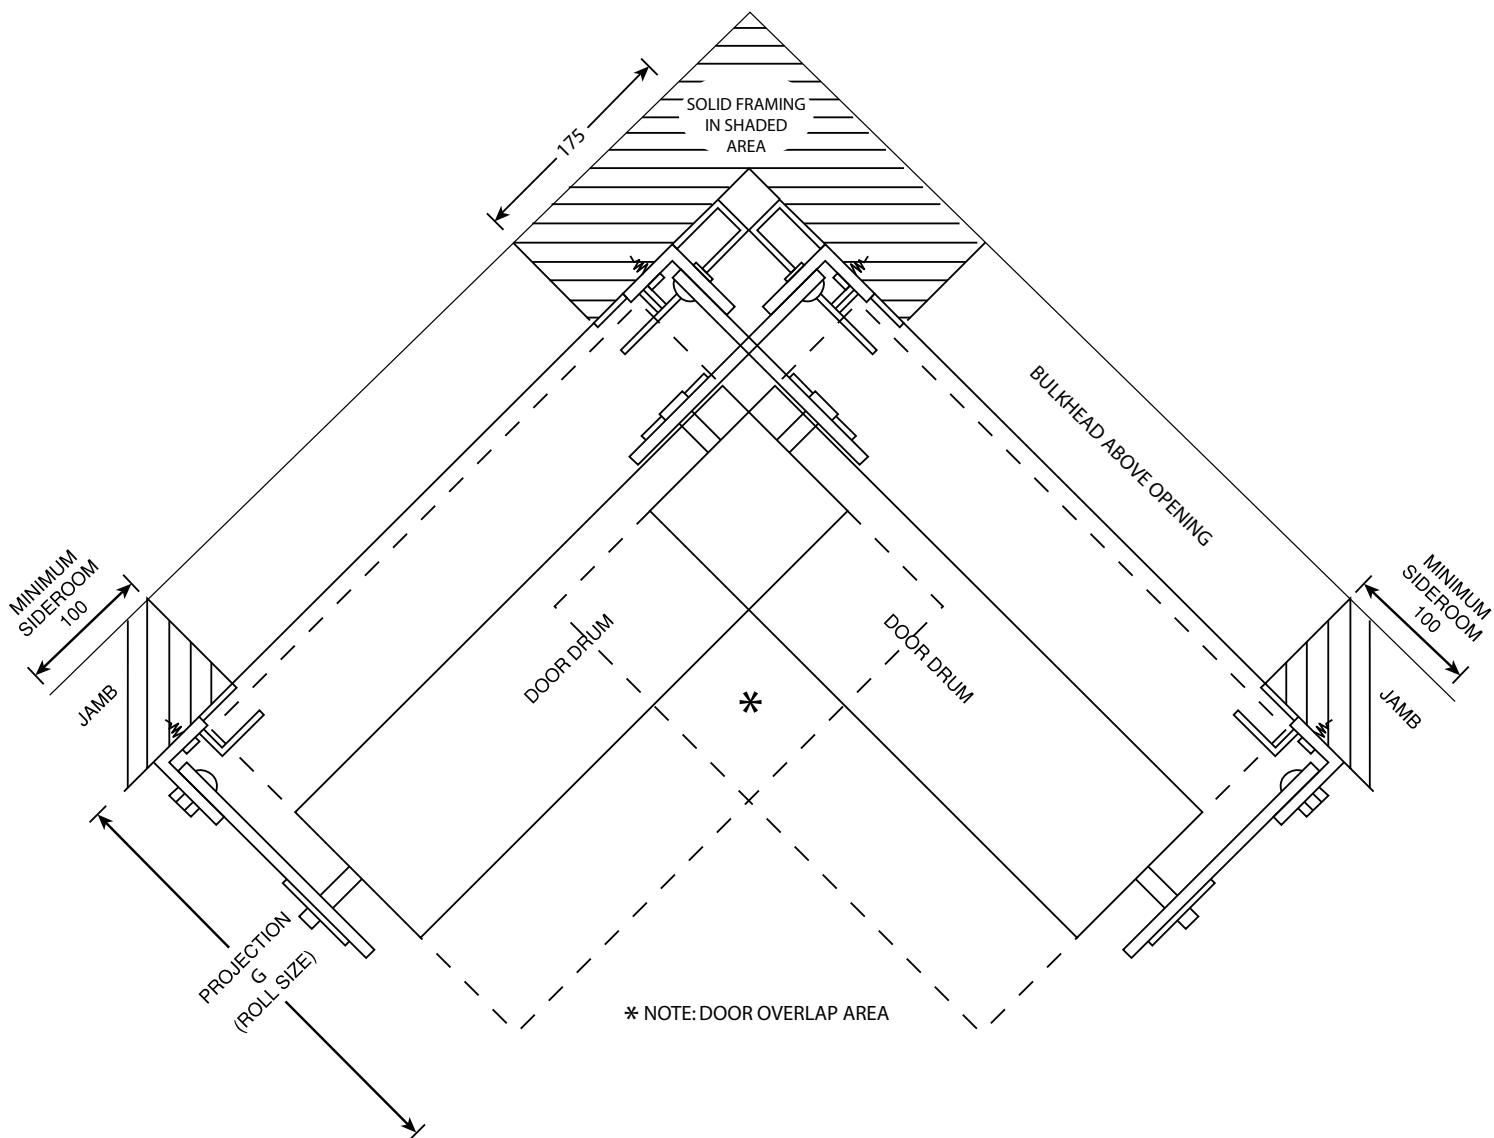 SOLID FRAMING
IN SHADED
AREA
175
BULKHEAD ABOVE OPENING
MINIMUM
SIDEROOM
100
MINIMUM
SIDEROOM
100
JAMB
JAMB
DOOR DRUM
DOOR DRUM
*
PROJECTION
G
(ROLL SIZE)
* NOTE: DOOR OVERLAP AREA